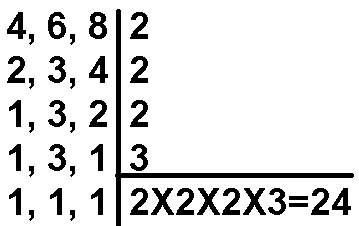 4, 6, 8 2
2, 3, 4 2
1, 3, 2 2
1, 3, 1 3
1, 1, 1 2X2X2X3=24